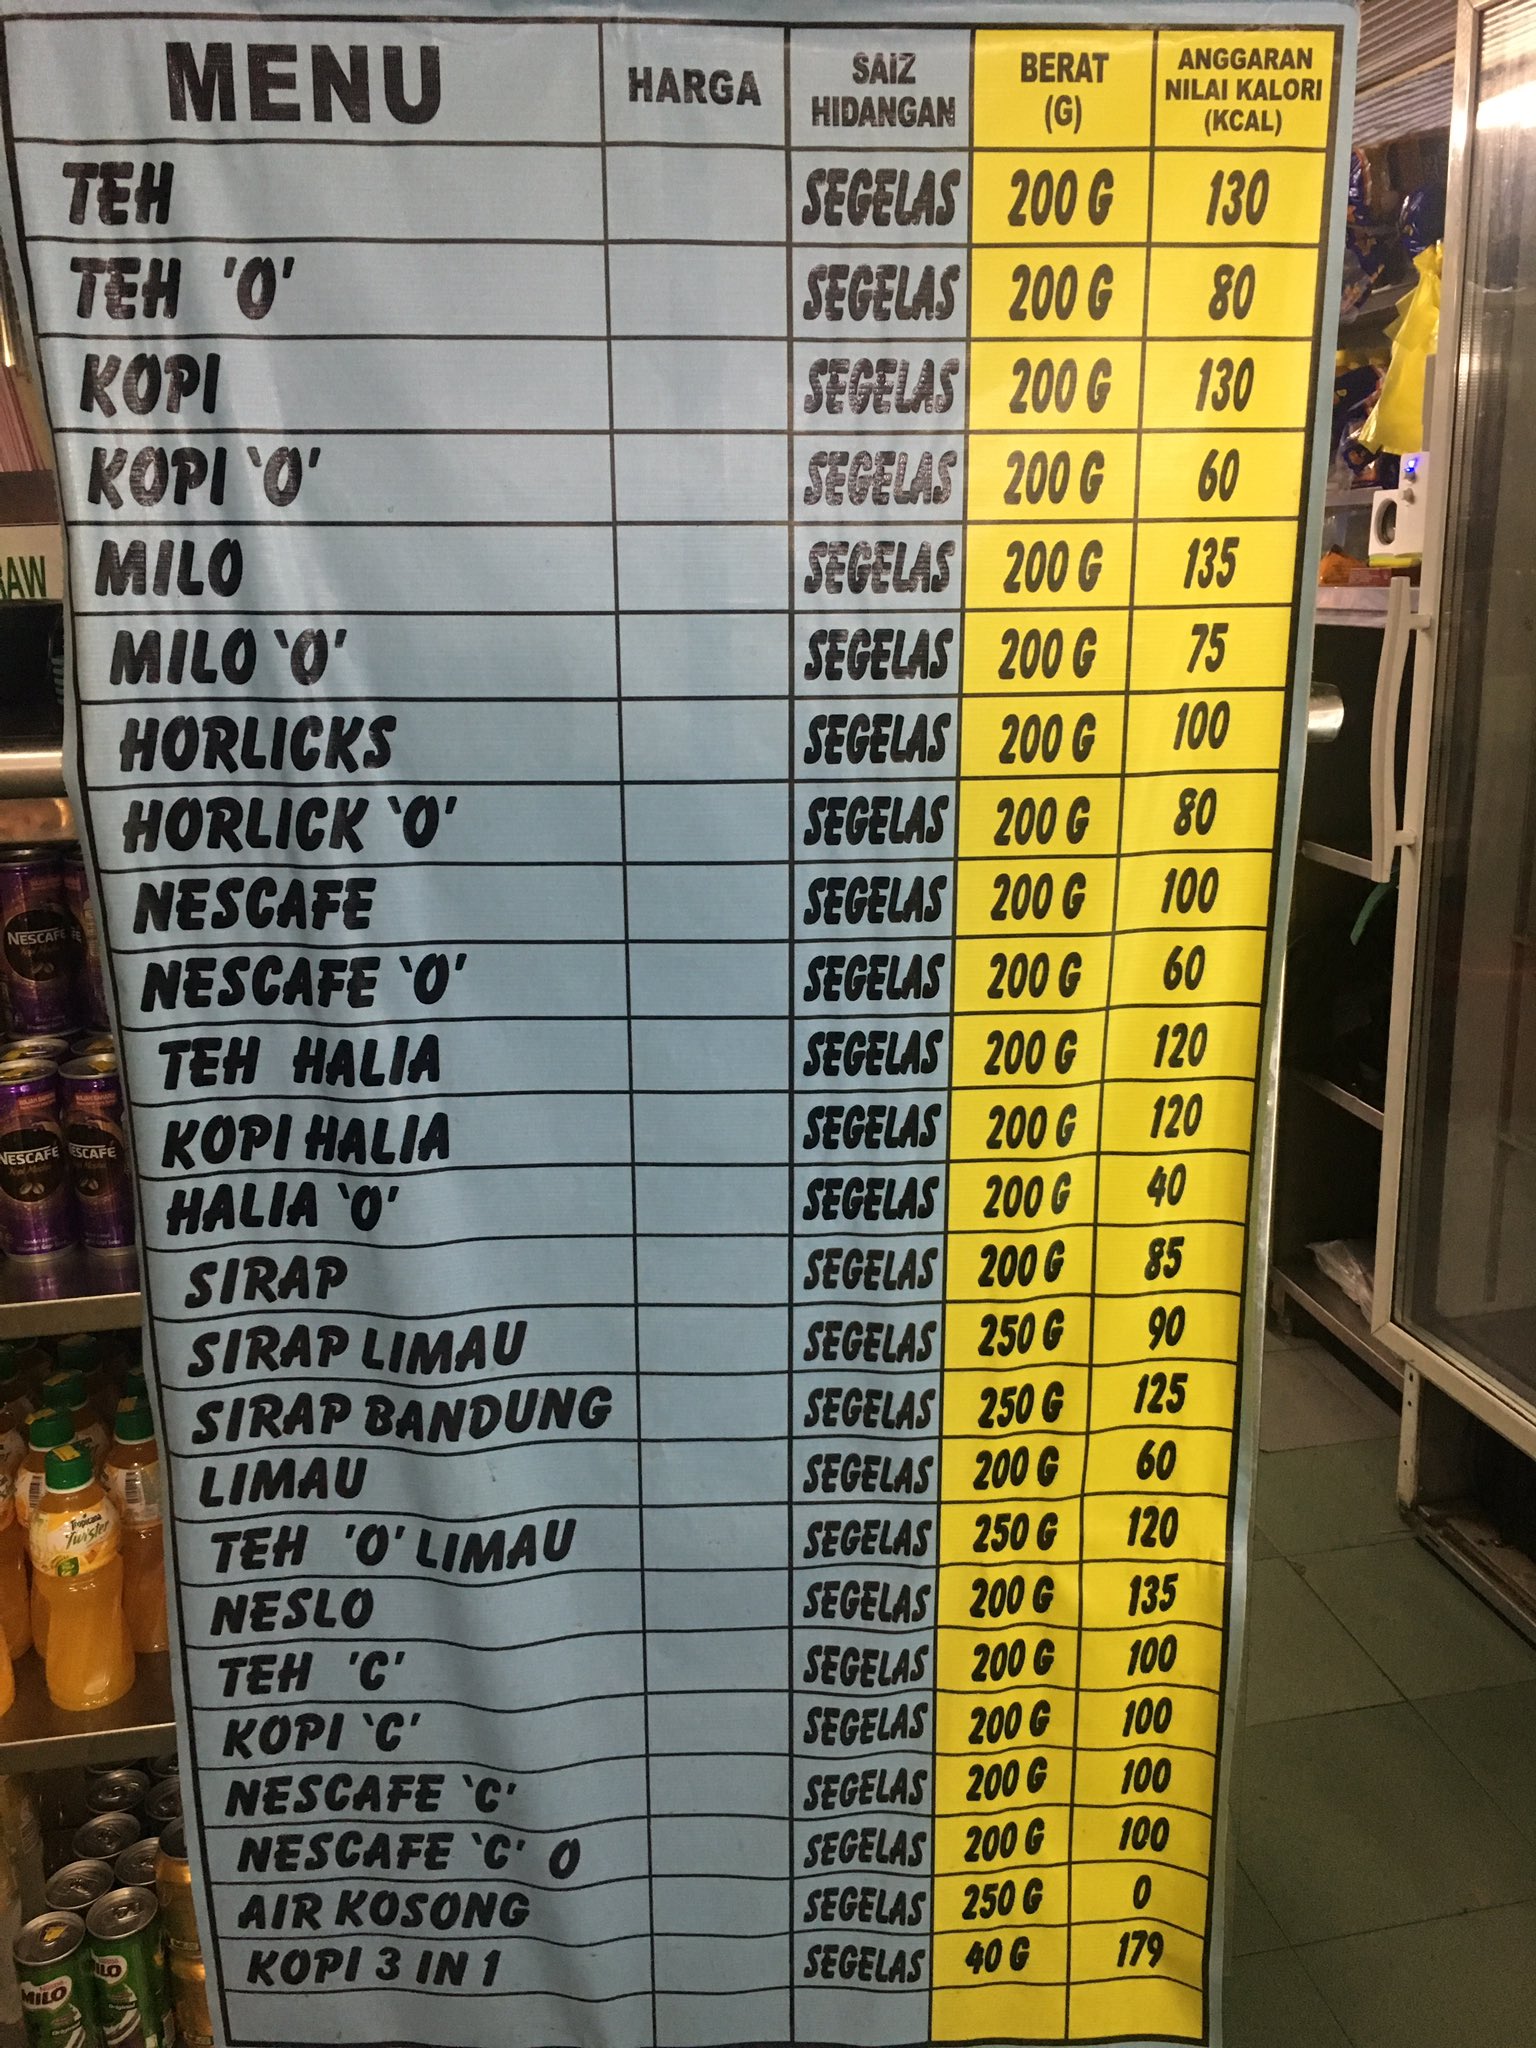 MENU HARGA SAIZ HIDANGAN BERAT (G) ANGGARAN NILAI KALORI (KCAL)
TEH SEGELAS 200 G 130
TEH 'O' SEGELAS 200 G 80
KOPI SEGELAS 200 G 130
KOPI 'O' SEGELAS 200 G 60
MILO SEGELAS 200 G 135
MILO 'O' SEGELAS 200 G 75
HORLICKS SEGELAS 200 G 100
HORLICK 'O' SEGELAS 200 G 80
NESCAFE SEGELAS 200 G 100
NESCAFE 'O' SEGELAS 200 G 60
TEH HALIA SEGELAS 200 G 120
KOPI HALIA SEGELAS 200 G 120
HALIA 'O' SEGELAS 200 G 40
SIRAP SEGELAS 200 G 85
SIRAP LIMAU SEGELAS 250 G 90
SIRAP BANDUNG SEGELAS 250 G 125
LIMAU SEGELAS 200 G 60
TEH 'O' LIMAU SEGELAS 250 G 120
NESLO SEGELAS 200 G 135
TEH 'C' SEGELAS 200 G 100
KOPI 'C' SEGELAS 200 G 100
NESCAFE 'C' SEGELAS 200 G 100
NESCAFE 'C' O SEGELAS 200 G 100
AIR KOSONG SEGELAS 250 G 0
KOPI 3 IN 1 SEGELAS 40 G 179
RAW
NESCAFE
NESCAFE
Tropicana
Twister
MILO